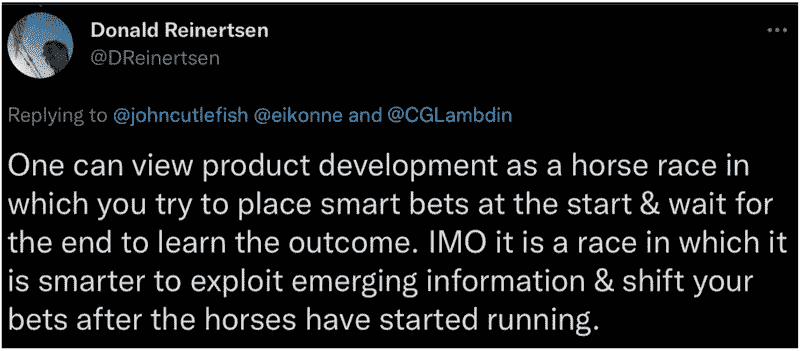 Donald Reinertsen
@DReinertsen
Replying to @johncutlefish @eikonne and @CGLambdin
One can view product development as a horse race in
which you try to place smart bets at the start & wait for
the end to learn the outcome. IMO it is a race in which it
is smarter to exploit emerging information & shift your
bets after the horses have started running.